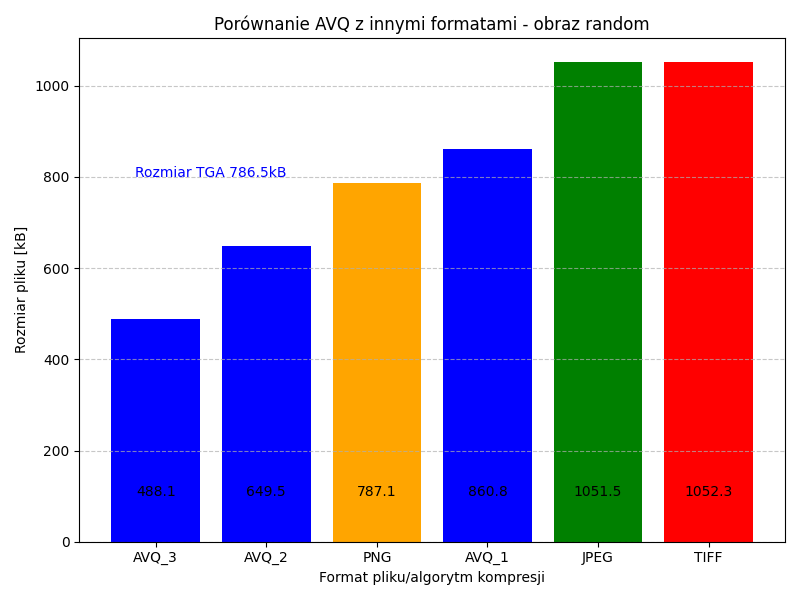 Porównanie AVQ z innymi formatami - obraz random
Rozmiar pliku [kB]
1000
800
600
400
200
0
Rozmiar TGA 786.5kB
488.1
649.5
787.1
860.8
1051.5
1052.3
AVQ_3
AVQ_2
PNG
AVQ_1
JPEG
TIFF
Format pliku/algorytm kompresji